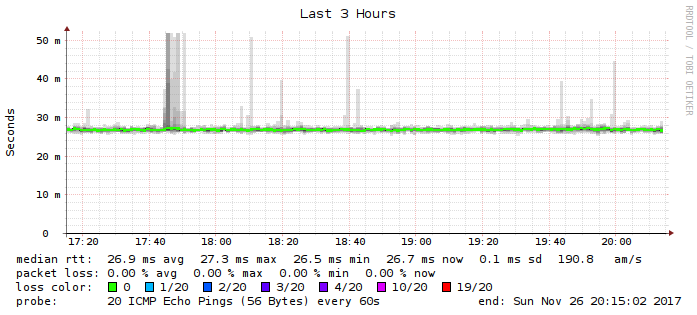 Last 3 Hours
RRDTOOL / TOBI OETIKER
Seconds
50 m
40 m
30 m
20 m
10 m
0
17:20 17:40 18:00 18:20 18:40 19:00 19:20 19:40 20:00
median rtt: 26.9 ms avg 27.3 ms max 26.5 ms min 26.7 ms now 0.1 ms sd 190.8 am/s
packet loss: 0.00 % avg 0.00 % max 0.00 % min 0.00 % now
loss color: 0 1/20 2/20 3/20 4/20 10/20 19/20
probe: 20 ICMP Echo Pings (56 Bytes) every 60s end: Sun Nov 26 20:15:02 2017